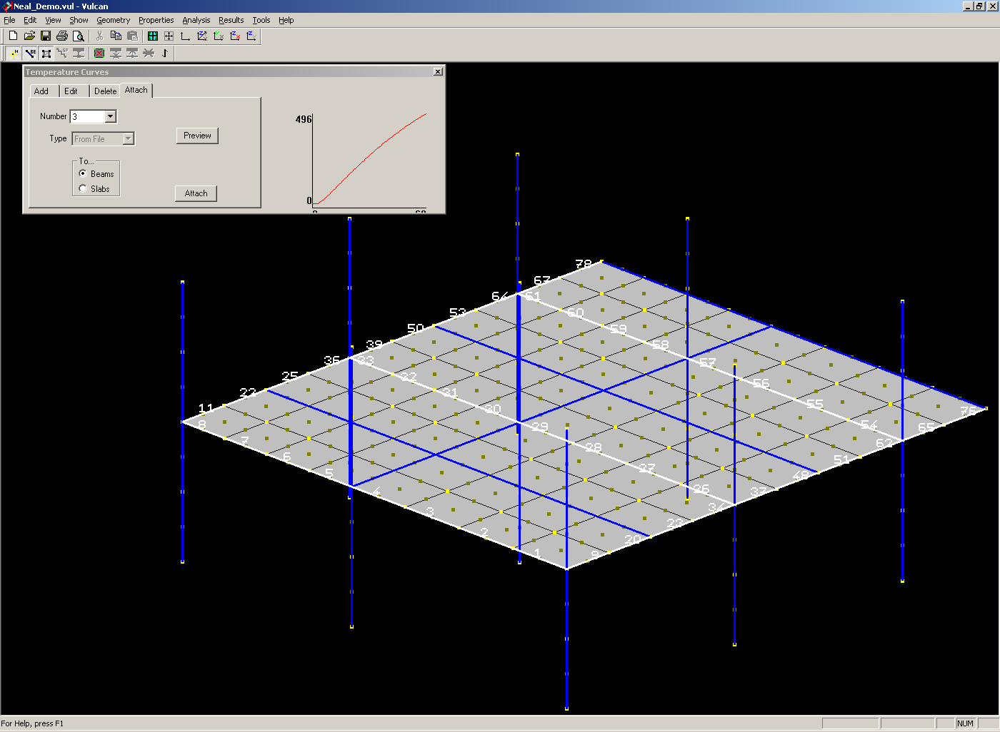 Neal_Demo.vul - Vulcan
File Edit View Show Geometry Properties Analysis Results Tools Help
Temperature Curves
Add Edit Delete Attach
Number 3
Type From File
Preview
To...
Beams
Slabs
Attach
496
0
78
67
64 61
53 60
50 59
39 58
36 33 57
25 32 56
22 31 55
11 30 76
8 29 54 65
7 28 62
6 27 51
5 26 48
4 37
3 34
2 23
1 20
9
For Help, press F1
NUM